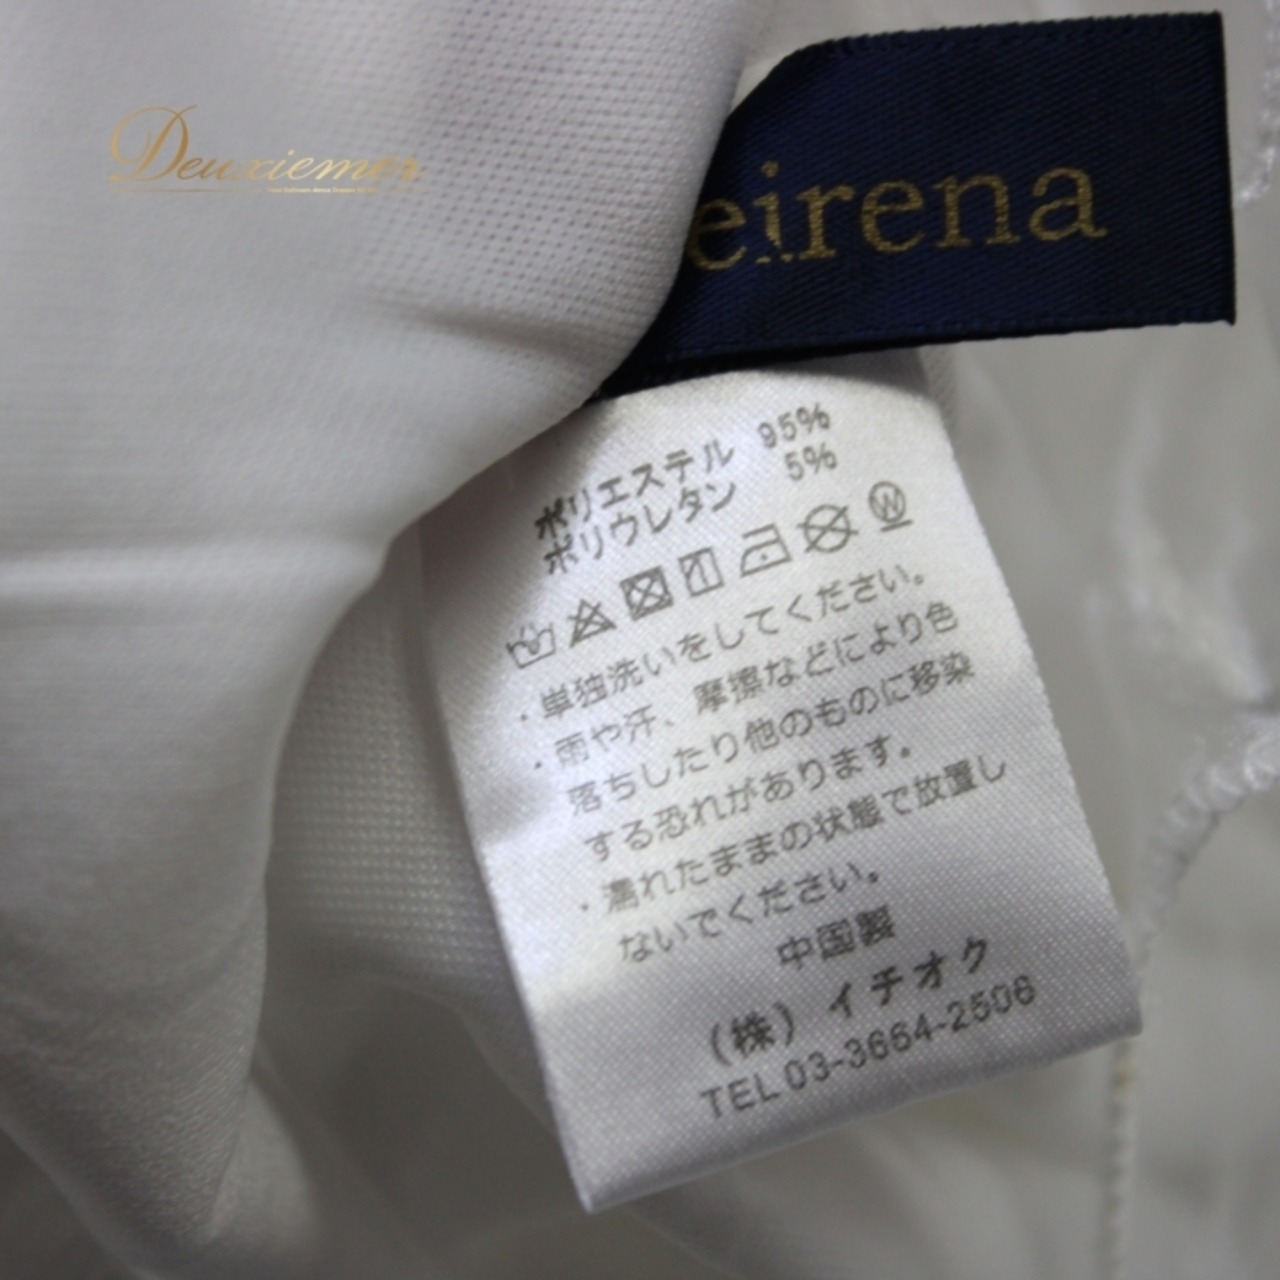 Deuxiemer
eirena
ポリエステル 95%
ポリウレタン 5%
・単独洗いをしてください。
・雨や汗、摩擦などにより色
落ちしたり他のものに移染
する恐れがあります。
・濡れたままの状態で放置し
ないでください。
中国製
(株) イチオク
TEL 03-3664-2506